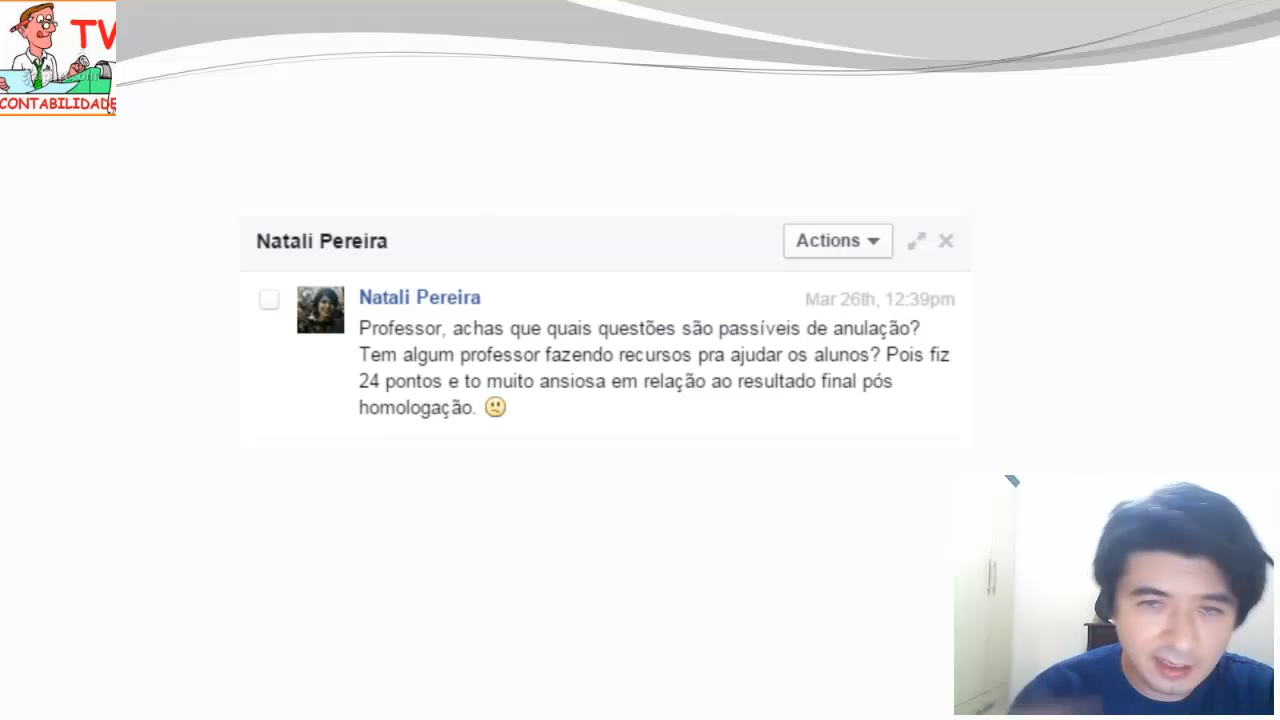 TV
CONTABILIDADE
Natali Pereira
Actions
Natali Pereira
Mar 26th, 12:39pm
Professor, achas que quais questões são passíveis de anulação?
Tem algum professor fazendo recursos pra ajudar os alunos? Pois fiz
24 pontos e to muito ansiosa em relação ao resultado final pós
homologação.